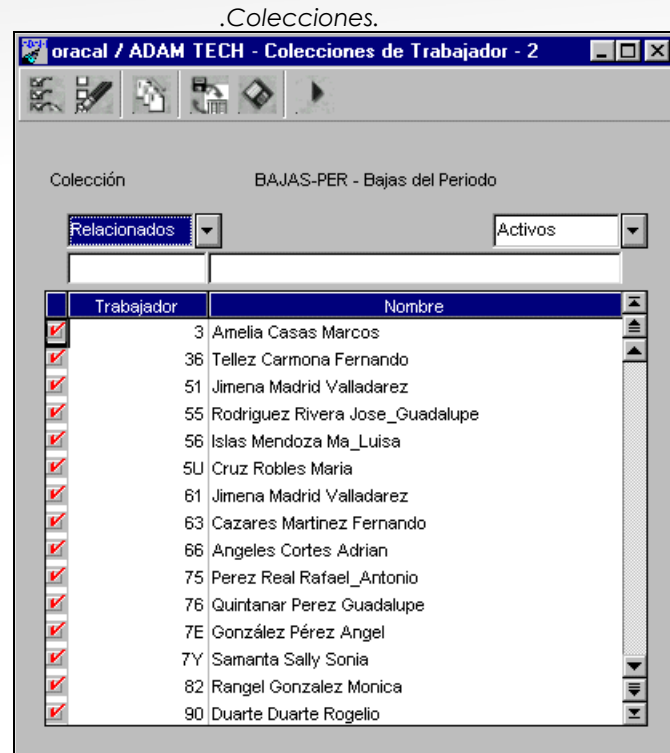 .Colecciones.
oracal / ADAM TECH - Colecciones de Trabajador - 2
Colección BAJAS-PER - Bajas del Periodo
Relacionados Activos
Trabajador Nombre
3 Amelia Casas Marcos
36 Tellez Carmona Fernando
51 Jimena Madrid Valladarez
55 Rodriguez Rivera Jose_Guadalupe
56 Islas Mendoza Ma_Luisa
5U Cruz Robles Maria
61 Jimena Madrid Valladarez
63 Cazares Martinez Fernando
66 Angeles Cortes Adrian
75 Perez Real Rafael_Antonio
76 Quintanar Perez Guadalupe
7E González Pérez Angel
7Y Samanta Sally Sonia
82 Rangel Gonzalez Monica
90 Duarte Duarte Rogelio